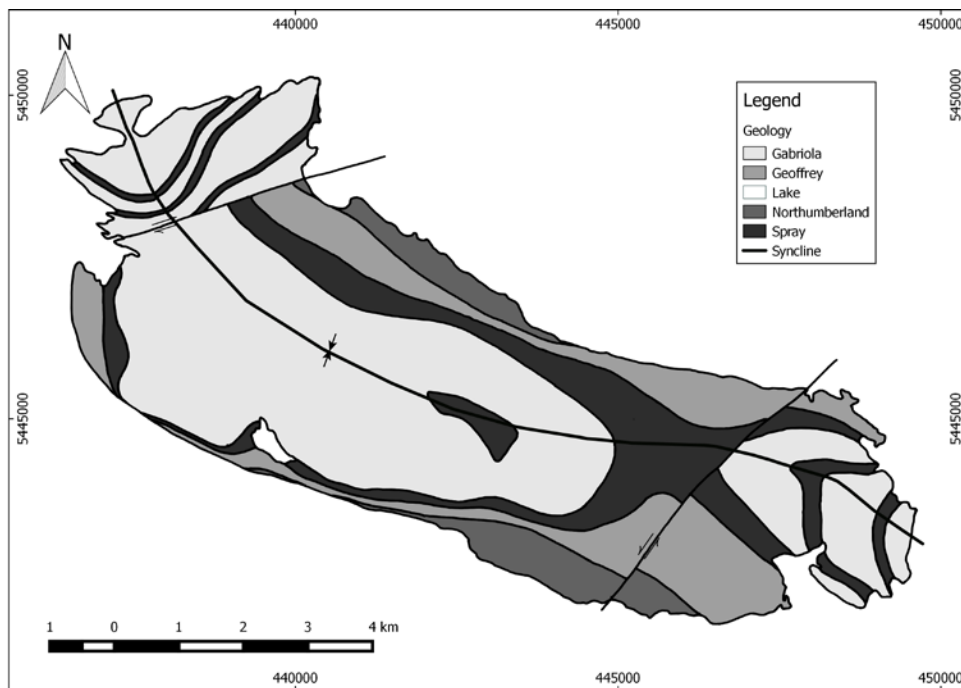 440000
445000
450000
N
5450000
5450000
Legend
Geology
Gabriola
Geoffrey
Lake
Northumberland
Spray
Syncline
5445000
5445000
1 0 1 2 3 4 km
440000
445000
450000